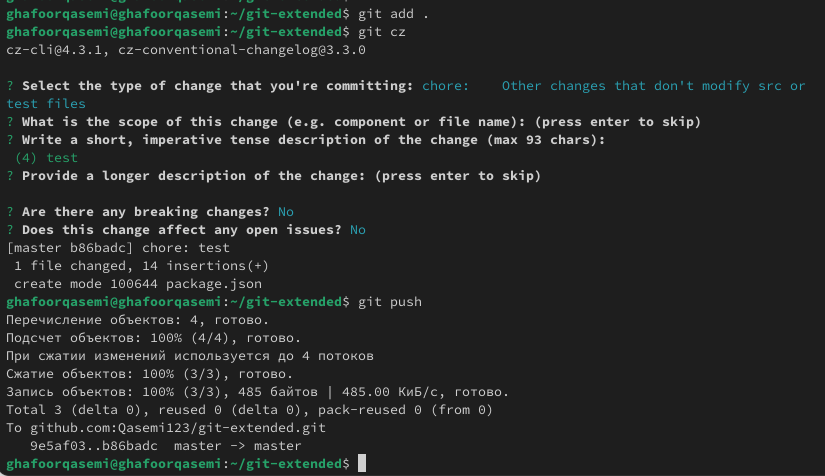 ghafoorqasemi@ghafoorqasemi:~/git-extended$ git add .
ghafoorqasemi@ghafoorqasemi:~/git-extended$ git cz
cz-cli@4.3.1, cz-conventional-changelog@3.3.0
? Select the type of change that you're committing: chore:    Other changes that don't modify src or
test files
? What is the scope of this change (e.g. component or file name): (press enter to skip)
? Write a short, imperative tense description of the change (max 93 chars):
 (4) test
? Provide a longer description of the change: (press enter to skip)
? Are there any breaking changes? No
? Does this change affect any open issues? No
[master b86badc] chore: test
 1 file changed, 14 insertions(+)
 create mode 100644 package.json
ghafoorqasemi@ghafoorqasemi:~/git-extended$ git push
Перечисление объектов: 4, готово.
Подсчет объектов: 100% (4/4), готово.
При сжатии изменений используется до 4 потоков
Сжатие объектов: 100% (3/3), готово.
Запись объектов: 100% (3/3), 485 байтов | 485.00 КиБ/с, готово.
Total 3 (delta 0), reused 0 (delta 0), pack-reused 0 (from 0)
To github.com:Qasemi123/git-extended.git
   9e5af03..b86badc  master -> master
ghafoorqasemi@ghafoorqasemi:~/git-extended$